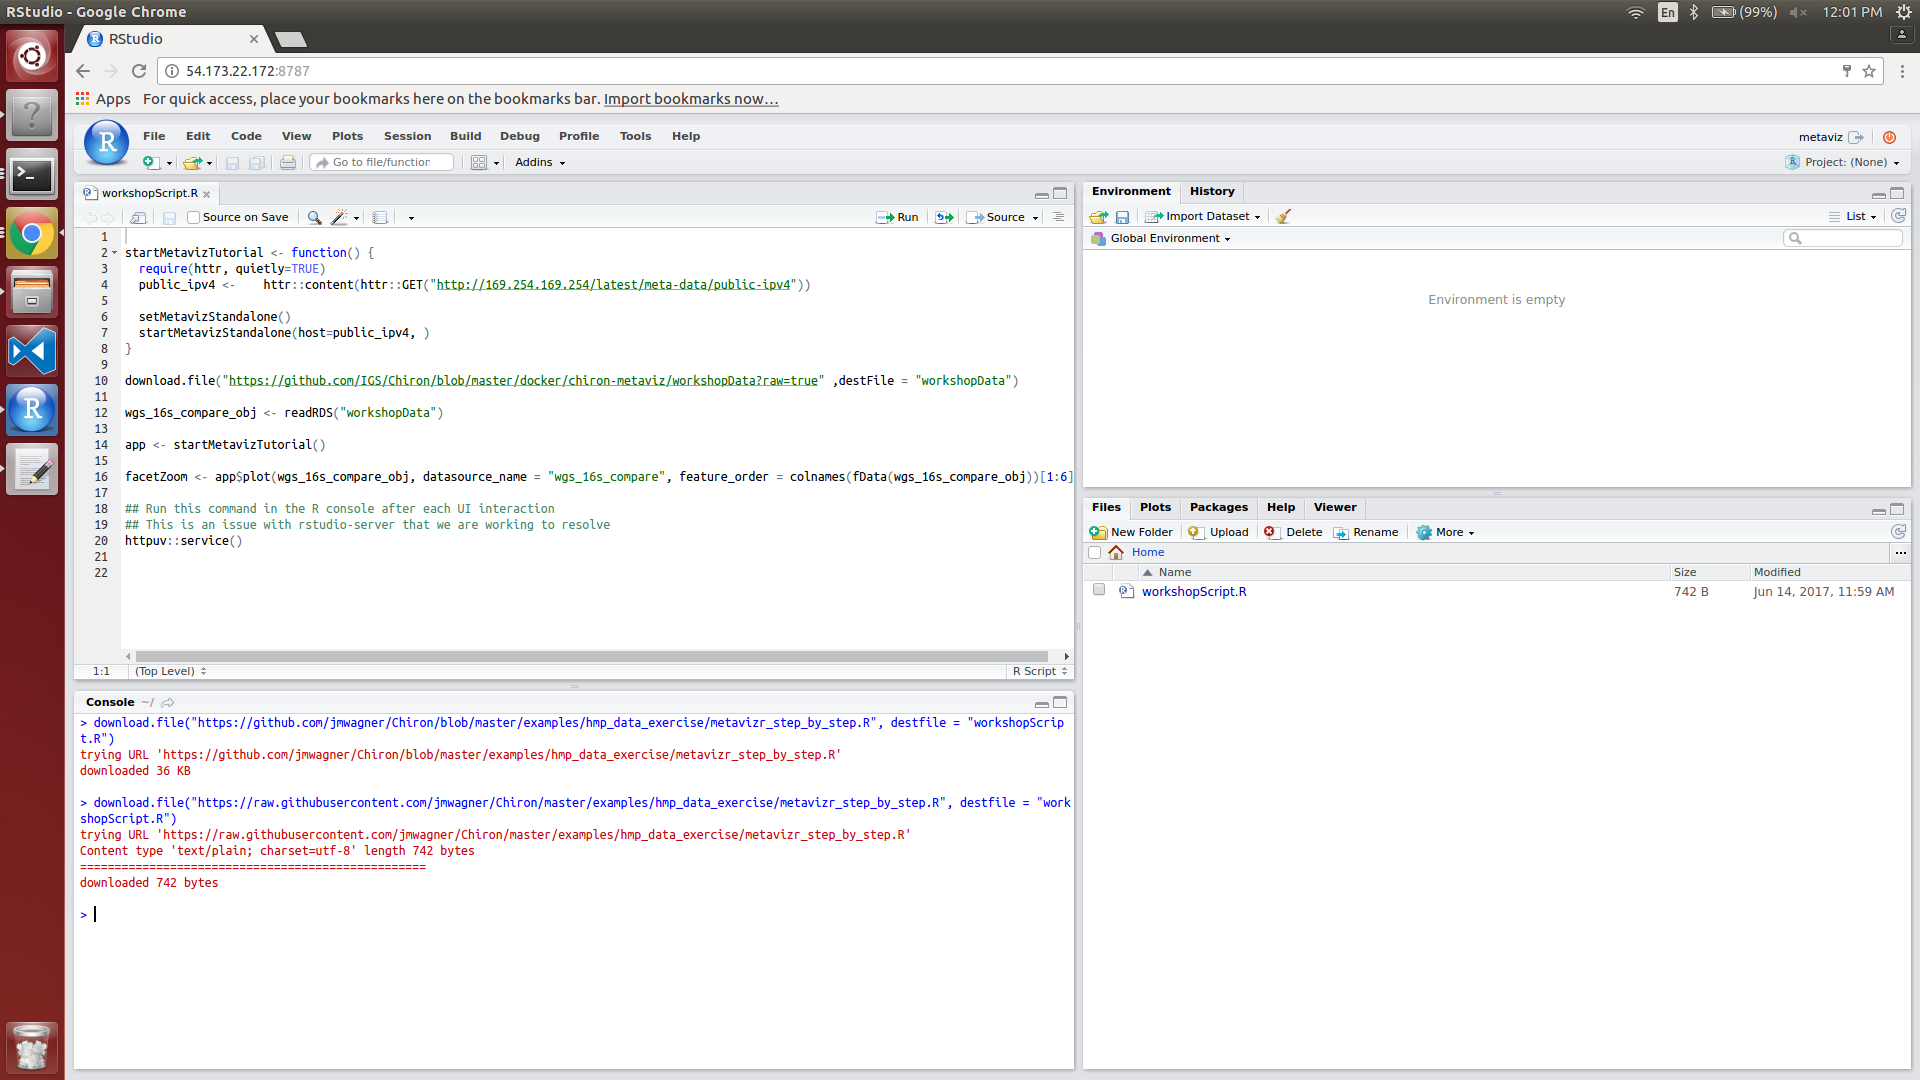 RStudio - Google Chrome
En
(99%)
12:01 PM
RStudio
54.173.22.172:8787
Apps For quick access, place your bookmarks here on the bookmarks bar. Import bookmarks now...
File Edit Code View Plots Session Build Debug Profile Tools Help
metaviz
Go to file/function
Addins
Project: (None)
workshopScript.R
Source on Save
Run
Source
1
2 startMetavizTutorial <- function() {
3 require(httr, quietly=TRUE)
4 public_ipv4 <-    httr::content(httr::GET("http://169.254.169.254/latest/meta-data/public-ipv4"))
5
6 setMetavizStandalone()
7 startMetavizStandalone(host=public_ipv4, )
8 }
9
10 download.file("https://github.com/IGS/Chiron/blob/master/docker/chiron-metaviz/workshopData?raw=true" ,destFile = "workshopData")
11
12 wgs_16s_compare_obj <- readRDS("workshopData")
13
14 app <- startMetavizTutorial()
15
16 facetZoom <- app$plot(wgs_16s_compare_obj, datasource_name = "wgs_16s_compare", feature_order = colnames(fData(wgs_16s_compare_obj))[1:6]
17
18 ## Run this command in the R console after each UI interaction
19 ## This is an issue with rstudio-server that we are working to resolve
20 httpuv::service()
21
22
1:1 (Top Level) R Script
Console ~/
> download.file("https://github.com/jmwagner/Chiron/blob/master/examples/hmp_data_exercise/metavizr_step_by_step.R", destfile = "workshopScrip
t.R")
trying URL 'https://github.com/jmwagner/Chiron/blob/master/examples/hmp_data_exercise/metavizr_step_by_step.R'
downloaded 36 KB
> download.file("https://raw.githubusercontent.com/jmwagner/Chiron/master/examples/hmp_data_exercise/metavizr_step_by_step.R", destfile = "work
shopScript.R")
trying URL 'https://raw.githubusercontent.com/jmwagner/Chiron/master/examples/hmp_data_exercise/metavizr_step_by_step.R'
Content type 'text/plain; charset=utf-8' length 742 bytes
==================================================
downloaded 742 bytes
>
Environment History
Import Dataset
List
Global Environment
Environment is empty
Files Plots Packages Help Viewer
New Folder Upload Delete Rename More
Home
...
Name Size Modified
workshopScript.R 742 B Jun 14, 2017, 11:59 AM